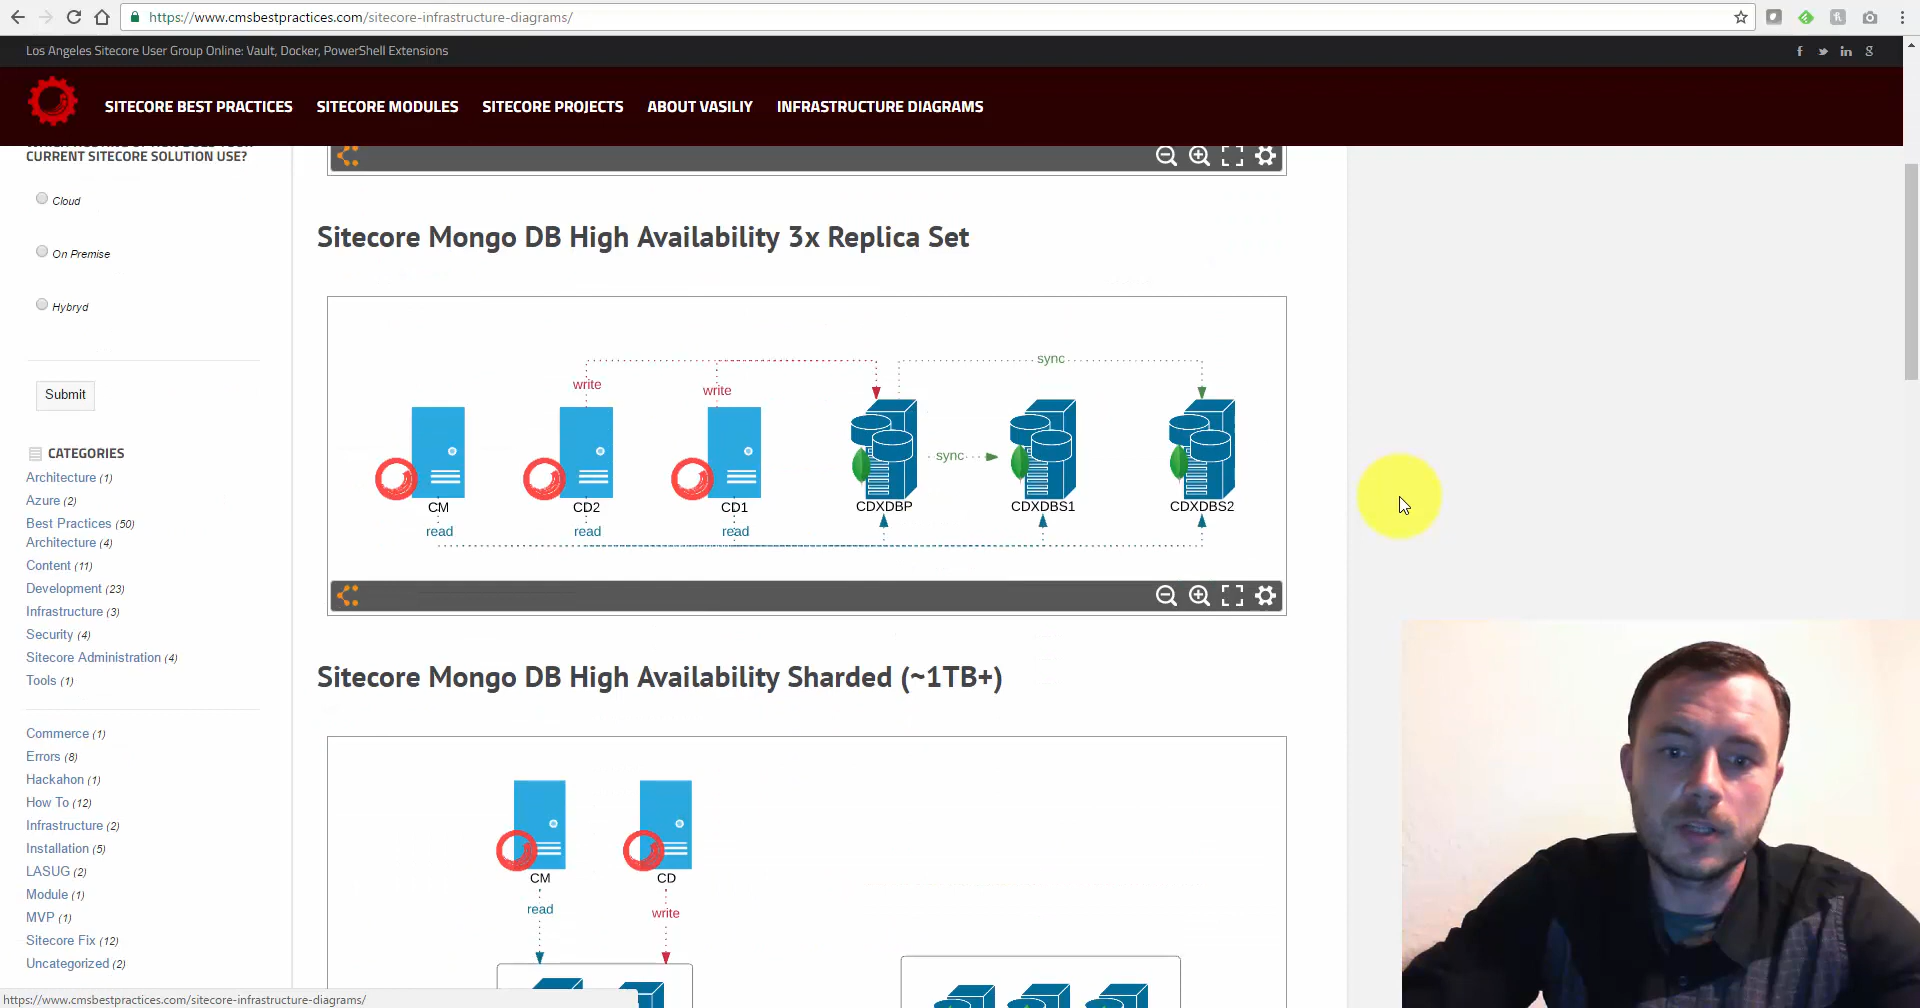 https://www.cmsbestpractices.com/sitecore-infrastructure-diagrams/
Los Angeles Sitecore User Group Online: Vault, Docker, PowerShell Extensions
SITECORE BEST PRACTICES SITECORE MODULES SITECORE PROJECTS ABOUT VASILIY INFRASTRUCTURE DIAGRAMS
CURRENT SITECORE SOLUTION USE?
Cloud
On Premise
Hybryd
Submit
CATEGORIES
Architecture (1)
Azure (2)
Best Practices (50)
Architecture (4)
Content (11)
Development (23)
Infrastructure (3)
Security (4)
Sitecore Administration (4)
Tools (1)
Commerce (1)
Errors (8)
Hackahon (1)
How To (12)
Infrastructure (2)
Installation (5)
LASUG (2)
Module (1)
MVP (1)
Sitecore Fix (12)
Uncategorized (2)
Sitecore Mongo DB High Availability 3x Replica Set
sync
write
write
sync
CM
CD2
CD1
CDXDBP
CDXDBS1
CDXDBS2
read
read
read
Sitecore Mongo DB High Availability Sharded (~1TB+)
CM
CD
read
write
https://www.cmsbestpractices.com/sitecore-infrastructure-diagrams/